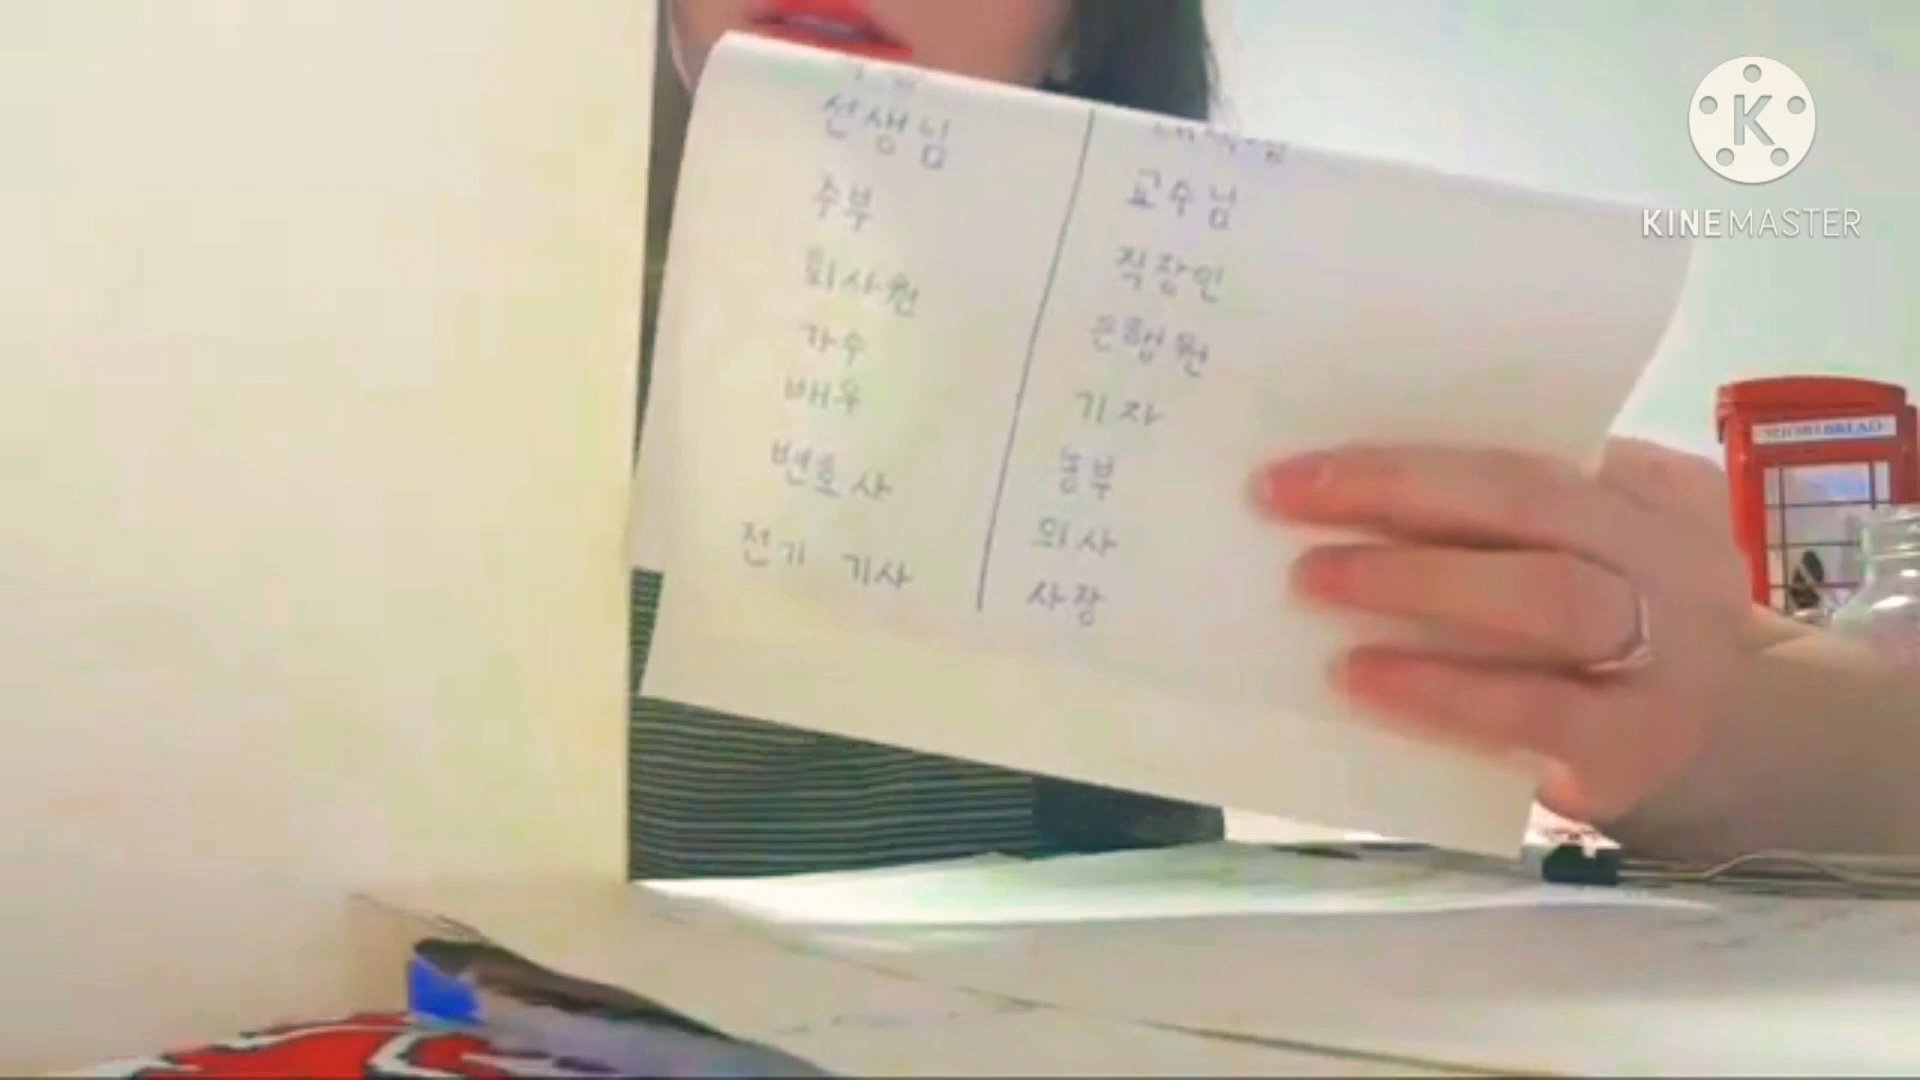 선생님
주부
회사원
가수
배우
변호사
전기 기사
교수님
직장인
은행원
기자
농부
의사
사장
KINEMASTER